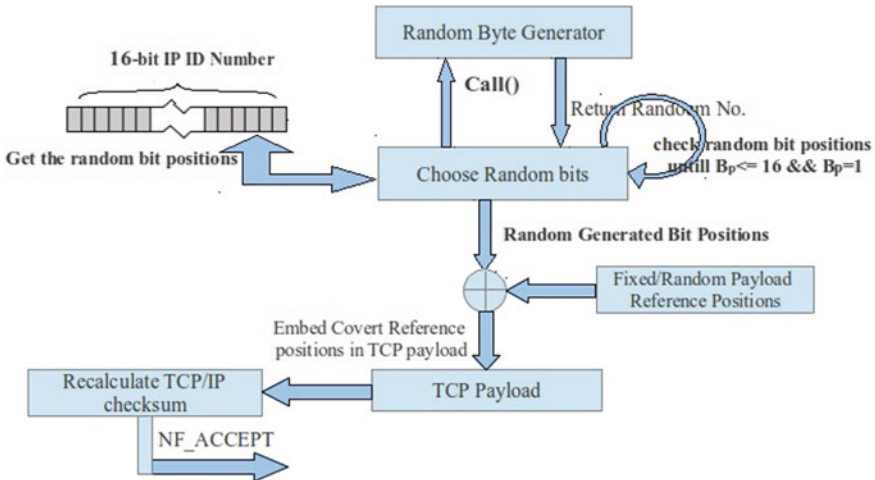 Random Byte Generator
16-bit IP ID Number
Call()
Return Randoom No.
Get the random bit positions
Choose Random bits
check random bit positions
untill Bp<= 16 && Bp=1
Random Generated Bit Positions
Fixed/Random Payload
Reference Positions
Embed Covert Reference
positions in TCP payload
Recalculate TCP/IP
checksum
TCP Payload
NF_ACCEPT